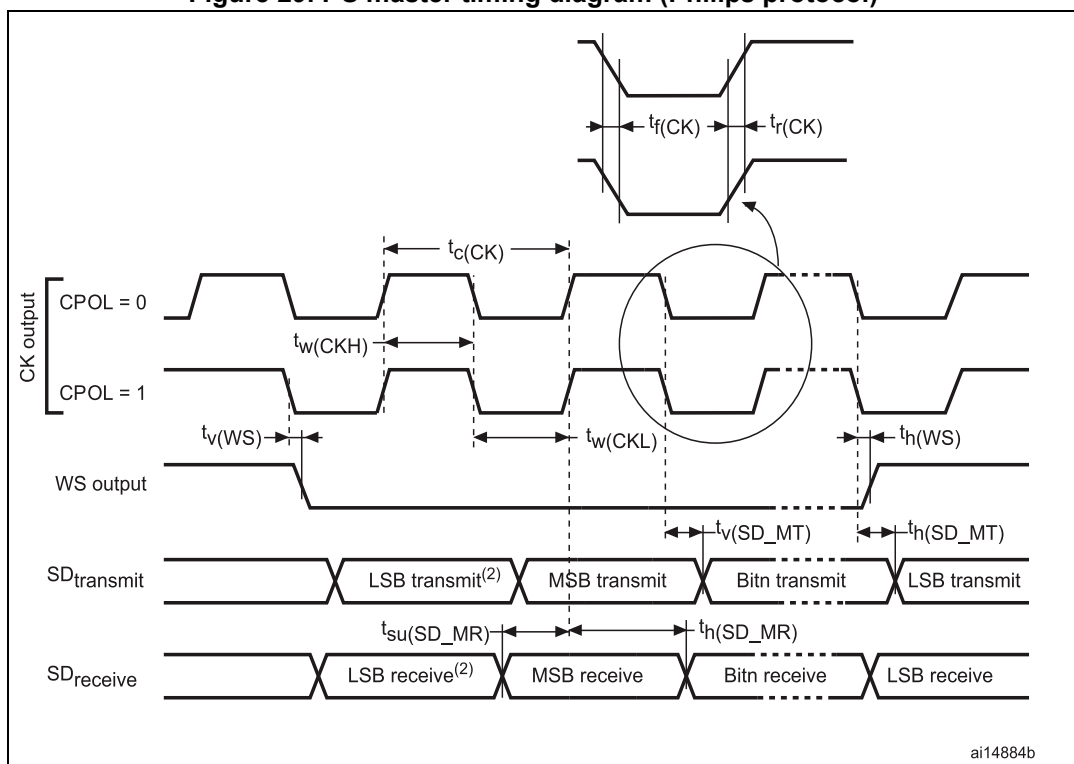 Figure 29. I²S master timing diagram (Philips protocol)
tf(CK)
tr(CK)
tc(CK)
CK output
CPOL = 0
tw(CKH)
CPOL = 1
tv(WS)
tw(CKL)
th(WS)
WS output
tv(SD_MT)
th(SD_MT)
SDtransmit
LSB transmit(2)
MSB transmit
Bitn transmit
LSB transmit
tsu(SD_MR)
th(SD_MR)
SDreceive
LSB receive(2)
MSB receive
Bitn receive
LSB receive
ai14884b